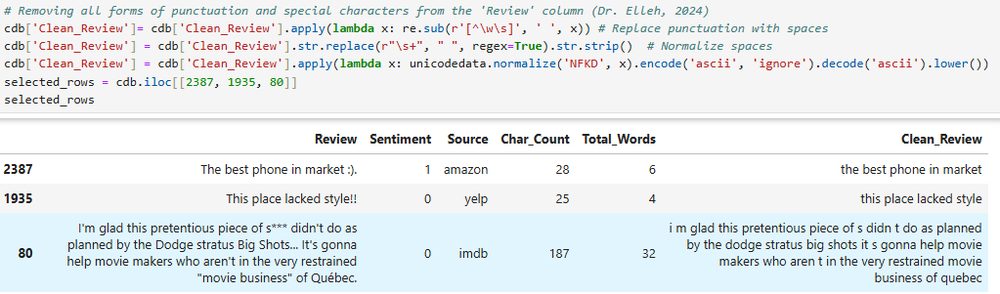 # Removing all forms of punctuation and special characters from the 'Review' column (Dr. Elleh, 2024)
cdb['Clean_Review']= cdb['Clean_Review'].apply(lambda x: re.sub(r'[^\w\s]', ' ', x)) # Replace punctuation with spaces
cdb['Clean_Review'] = cdb['Clean_Review'].str.replace(r"\s+", " ", regex=True).str.strip()  # Normalize spaces
cdb['Clean_Review'] = cdb['Clean_Review'].apply(lambda x: unicodedata.normalize('NFKD', x).encode('ascii', 'ignore').decode('ascii').lower())
selected_rows = cdb.iloc[[2387, 1935, 80]]
selected_rows
Review Sentiment Source Char_Count Total_Words Clean_Review
2387 The best phone in market :). 1 amazon 28 6 the best phone in market
1935 This place lacked style!! 0 yelp 25 4 this place lacked style
I'm glad this pretentious piece of s*** didn't do as
planned by the Dodge stratus Big Shots... It's gonna
help movie makers who aren't in the very restrained
"movie business" of Québec.
80 0 imdb 187 32
i m glad this pretentious piece of s didn t do as planned
by the dodge stratus big shots it s gonna help movie
makers who aren t in the very restrained movie
business of quebec